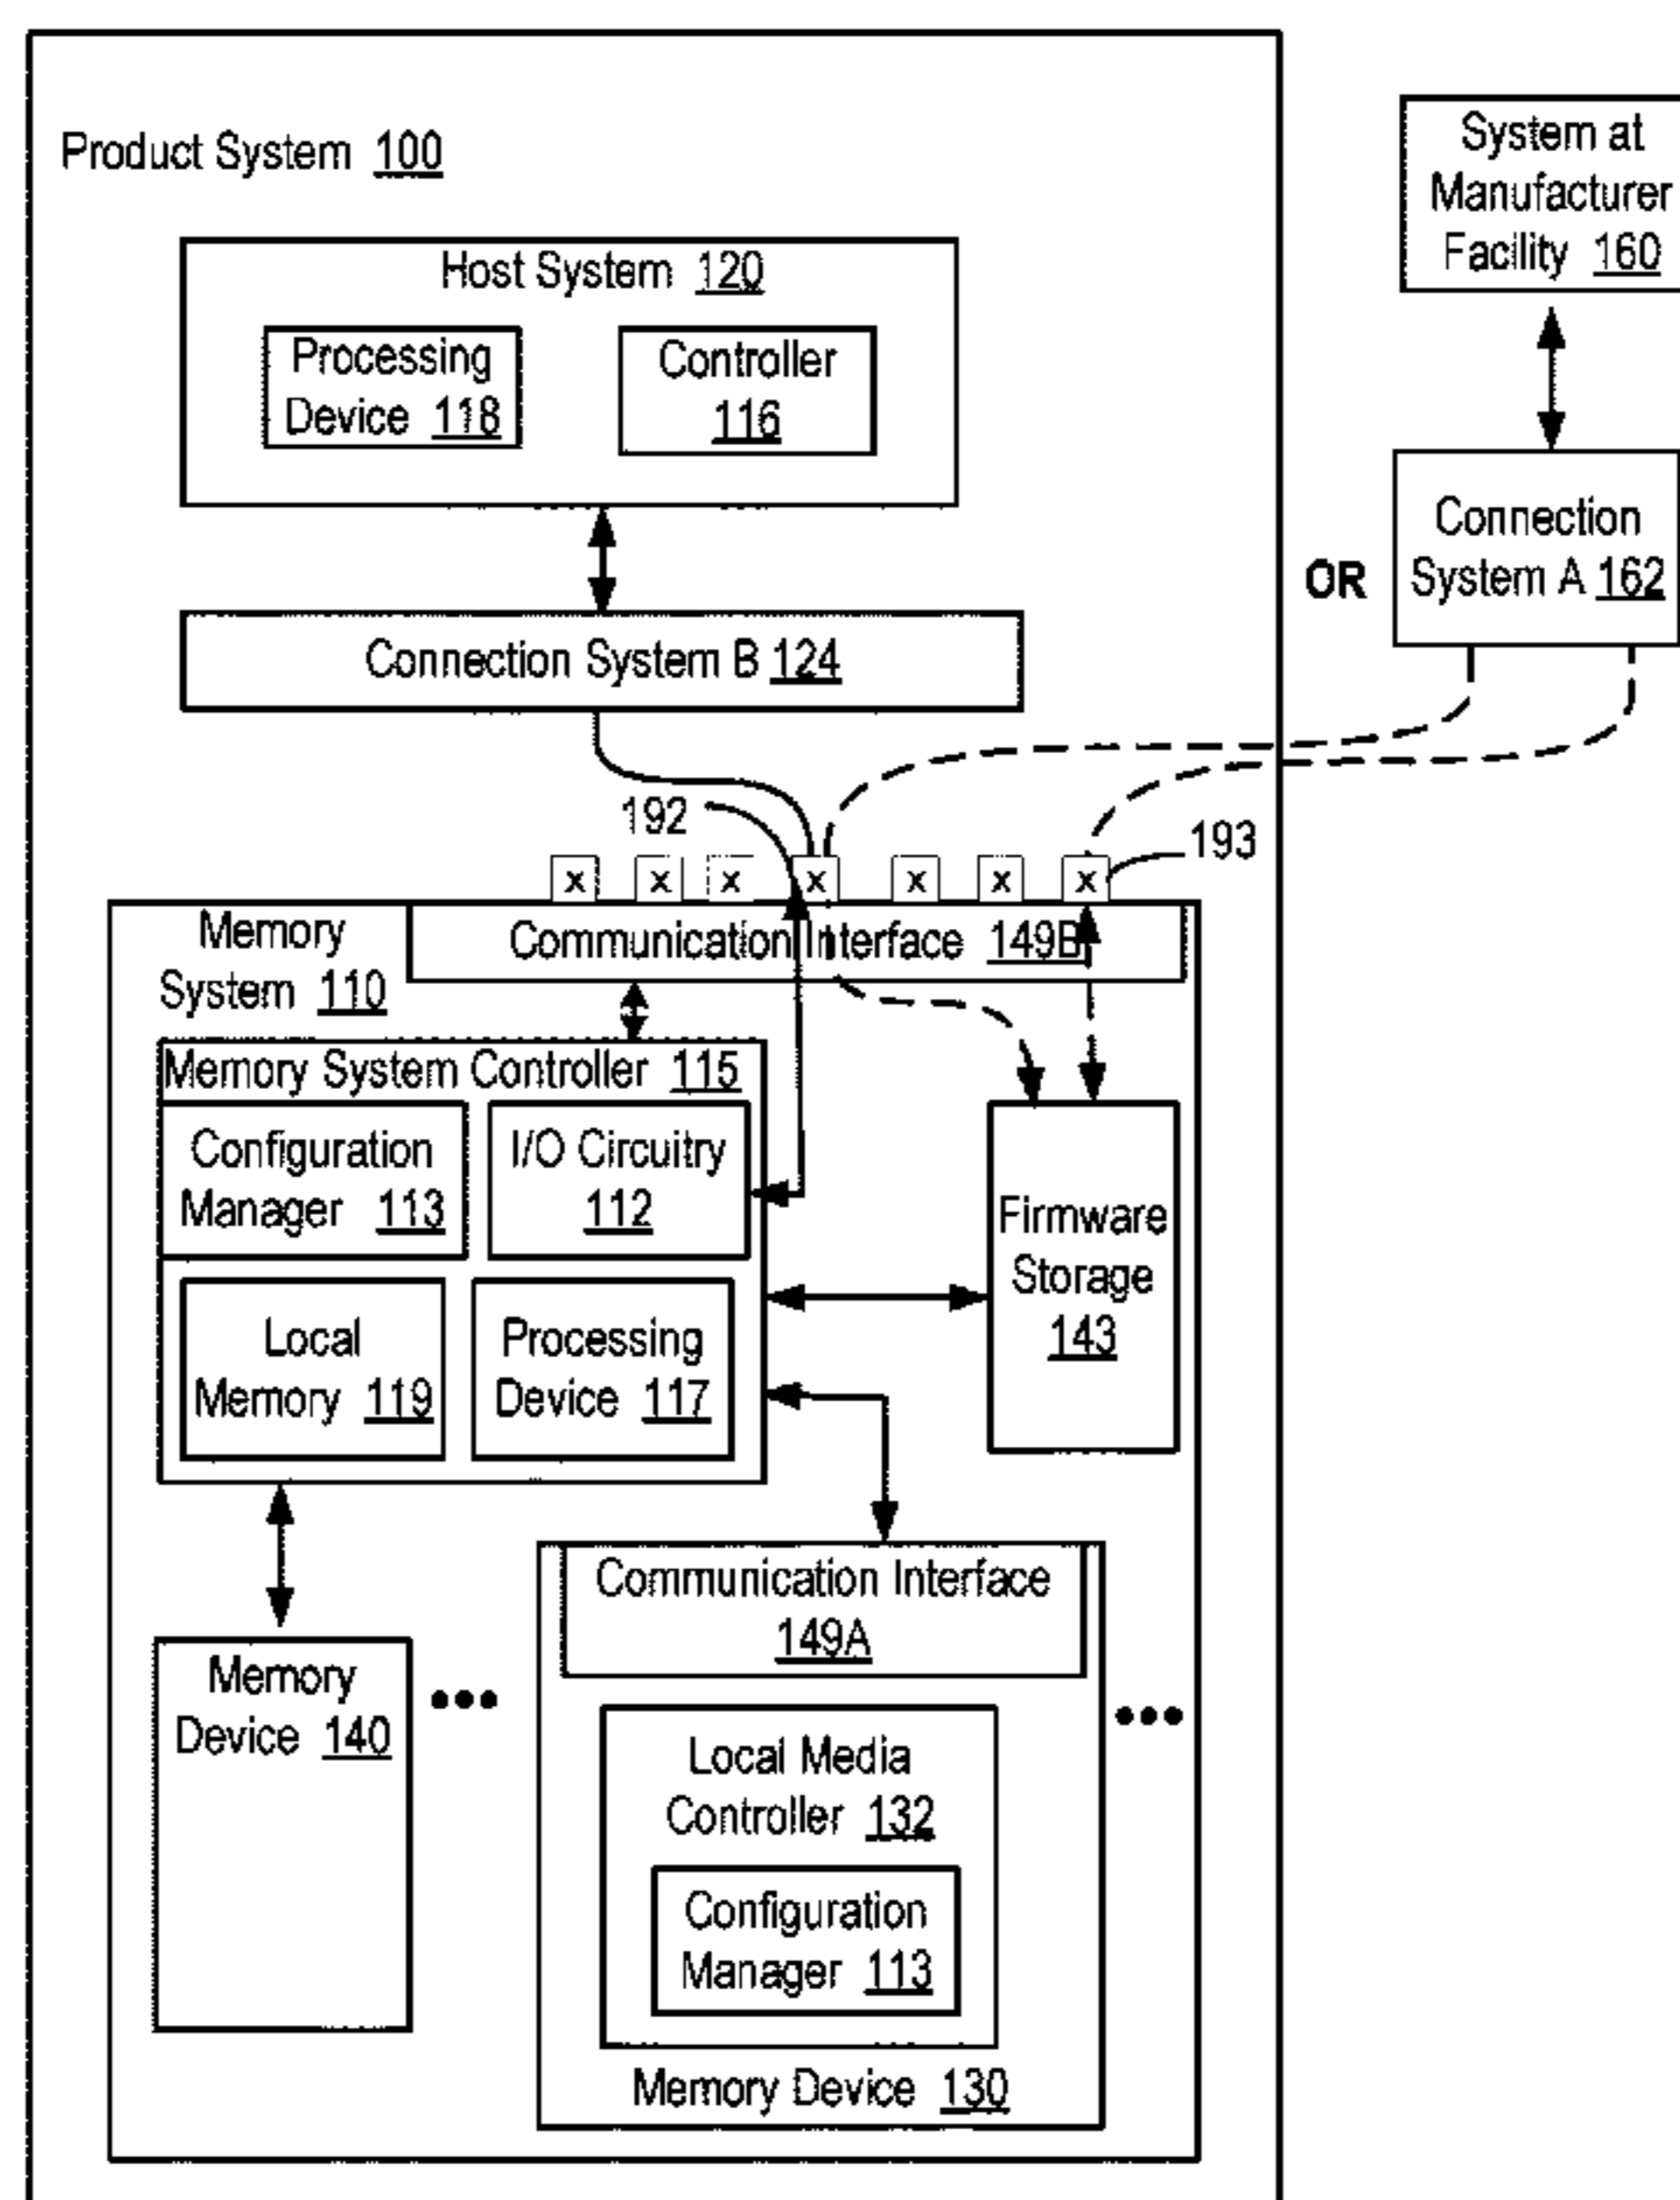 Product System 100
System at
Manufacturer
Facility 160
Host System 120
Processing
Device 118
Controller
116
Connection
System A 162
OR
Connection System B 124
192
193
x x x x x x x
Memory
System 110
Communication Interface 149B
Memory System Controller 115
Configuration
Manager 113
I/O Circuitry
112
Firmware
Storage
143
Local
Memory 119
Processing
Device 117
Communication Interface
149A
Memory
Device 140
•••
•••
Local Media
Controller 132
Configuration
Manager 113
Memory Device 130